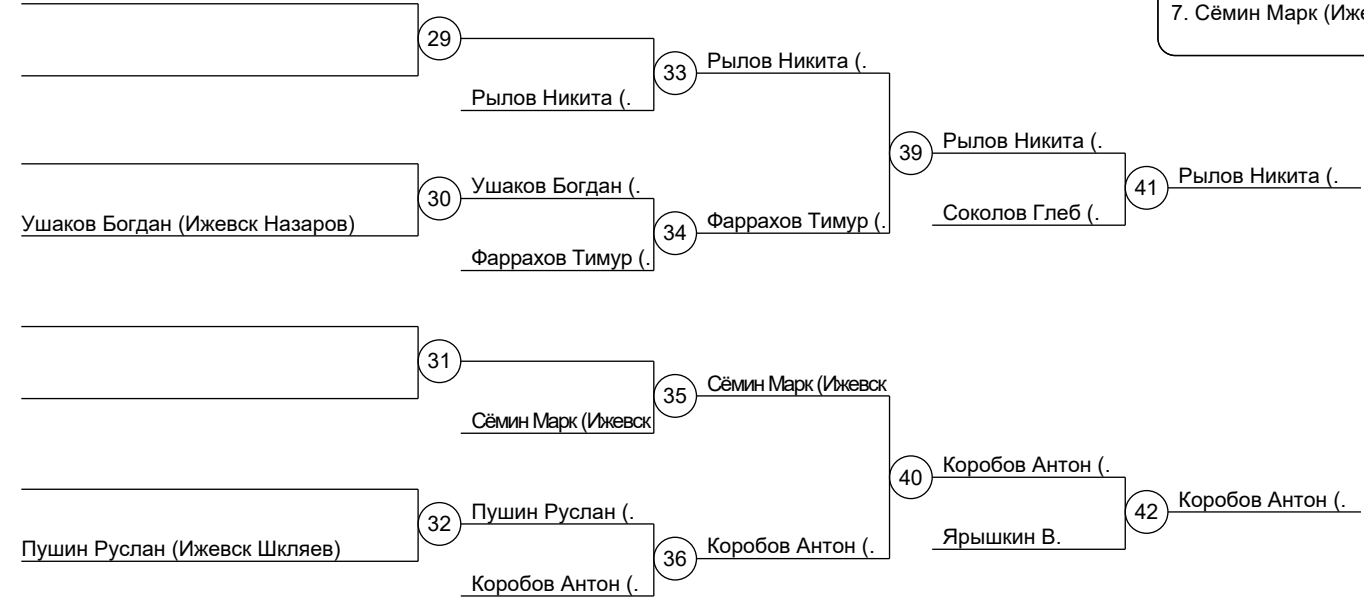 7. Сёмин Марк (Иже
29
Рылов Никита (.
33
Рылов Никита (.
39
Рылов Никита (.
41
Рылов Никита (.
Ушаков Богдан (Ижевск Назаров)
30
Ушаков Богдан (.
Фаррахов Тимур (.
34
Фаррахов Тимур (.
Соколов Глеб (.
31
Сёмин Марк (Ижевск
35
Сёмин Марк (Ижевск
40
Коробов Антон (.
42
Коробов Антон (.
Пушин Руслан (Ижевск Шкляев)
32
Пушин Руслан (.
Коробов Антон (.
36
Коробов Антон (.
Ярышкин В.